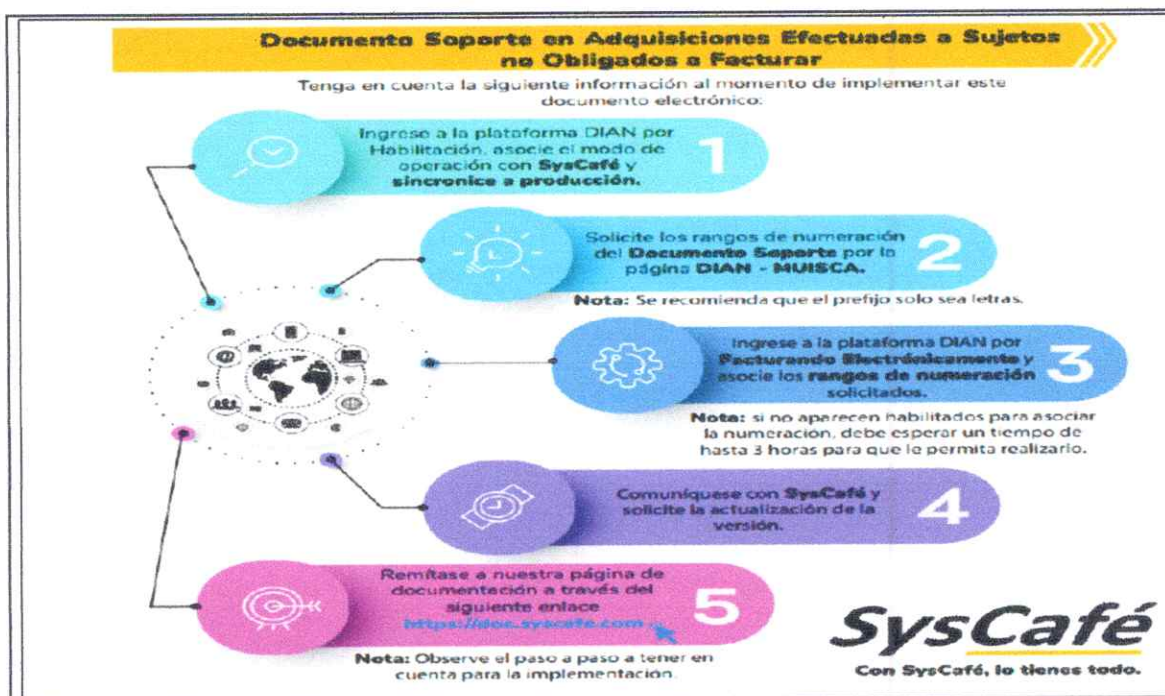 Documento Soporte en Adquisiciones Efectuadas a Sujetos
no Obligados a Facturar
Tenga en cuenta la siguiente información al momento de implementar este
documento electrónico:
Ingrese a la plataforma DIAN por
Habilitación, asocie el modo de
operación con SysCafé y
sincronice a producción.
1
Solicite los rangos de numeración
del Documento Soporte por la
página DIAN - MUISCA.
2
Nota: Se recomienda que el prefijo solo sea letras.
Ingrese a la plataforma DIAN por
Facturando Electrónicamente y
asocie los rangos de numeración
solicitados.
3
Nota: si no aparecen habilitados para asociar
la numeración, debe esperar un tiempo de
hasta 3 horas para que le permita realizarlo.
Comuníquese con SysCafé y
solicite la actualización de la
versión.
4
Remítase a nuestra página de
documentación a través del
siguiente enlace
https://doc.syscafe.com
5
Nota: Observe el paso a paso a tener en
cuenta para la implementación.
SysCafé
Con SysCafé, lo tienes todo.